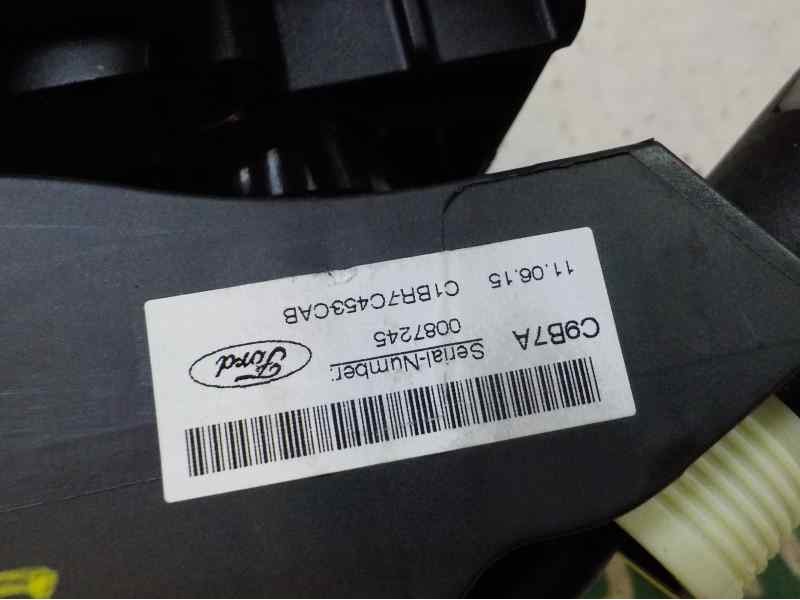 C9B7A
Serial-Number:
0087245
Ford
11.06.15 C1BR7C453CAB